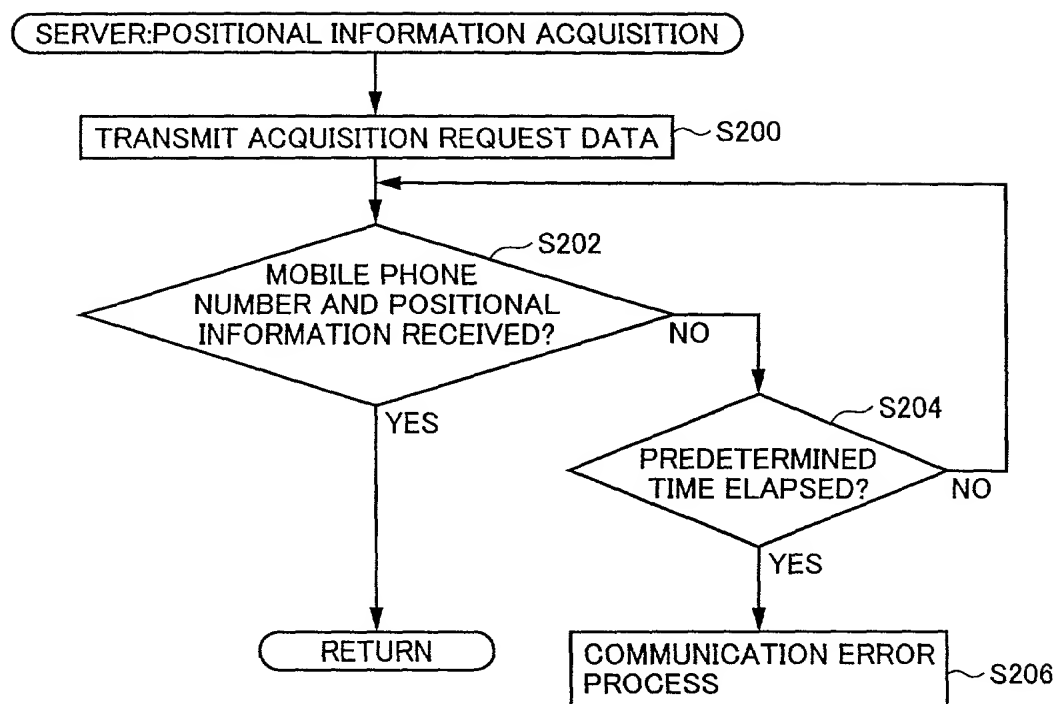 SERVER:POSITIONAL INFORMATION ACQUISITION
TRANSMIT ACQUISITION REQUEST DATA
S200
S202
MOBILE PHONE
NUMBER AND POSITIONAL
INFORMATION RECEIVED?
NO
YES
S204
PREDETERMINED
TIME ELAPSED?
NO
YES
RETURN
COMMUNICATION ERROR
PROCESS
S206